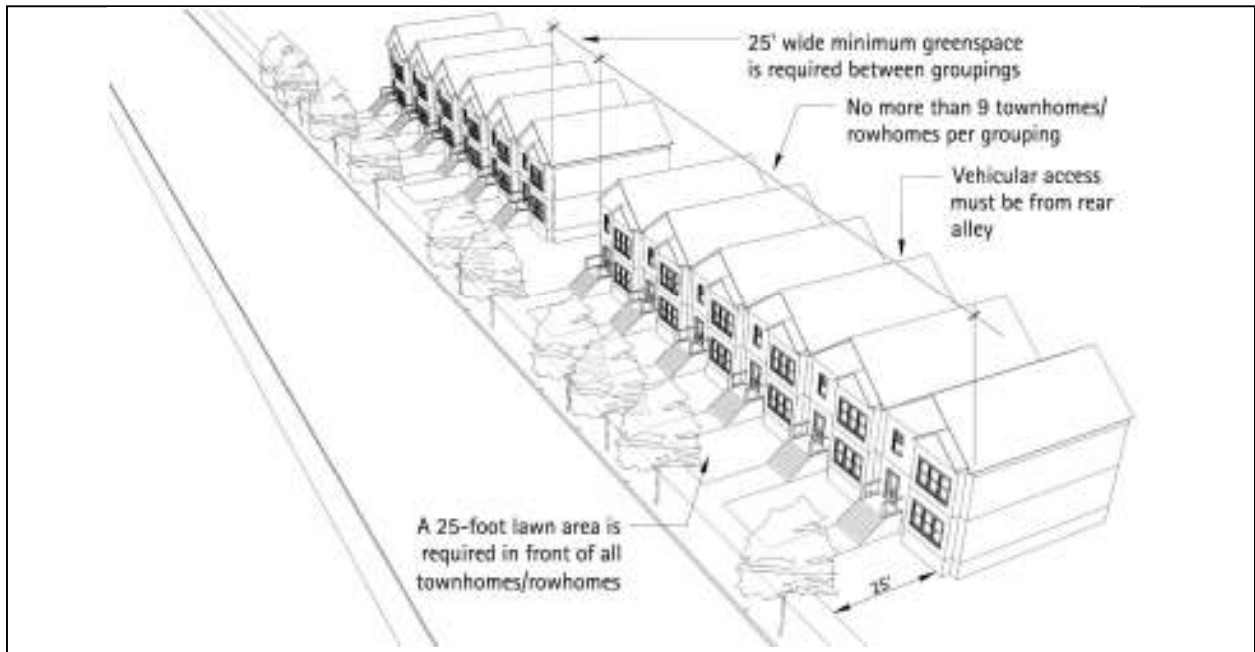 25' wide minimum greenspace
is required between groupings
No more than 9 townhomes/
rowhomes per grouping
Vehicular access
must be from rear
alley
A 25-foot lawn area is
required in front of all
townhomes/rowhomes
25'